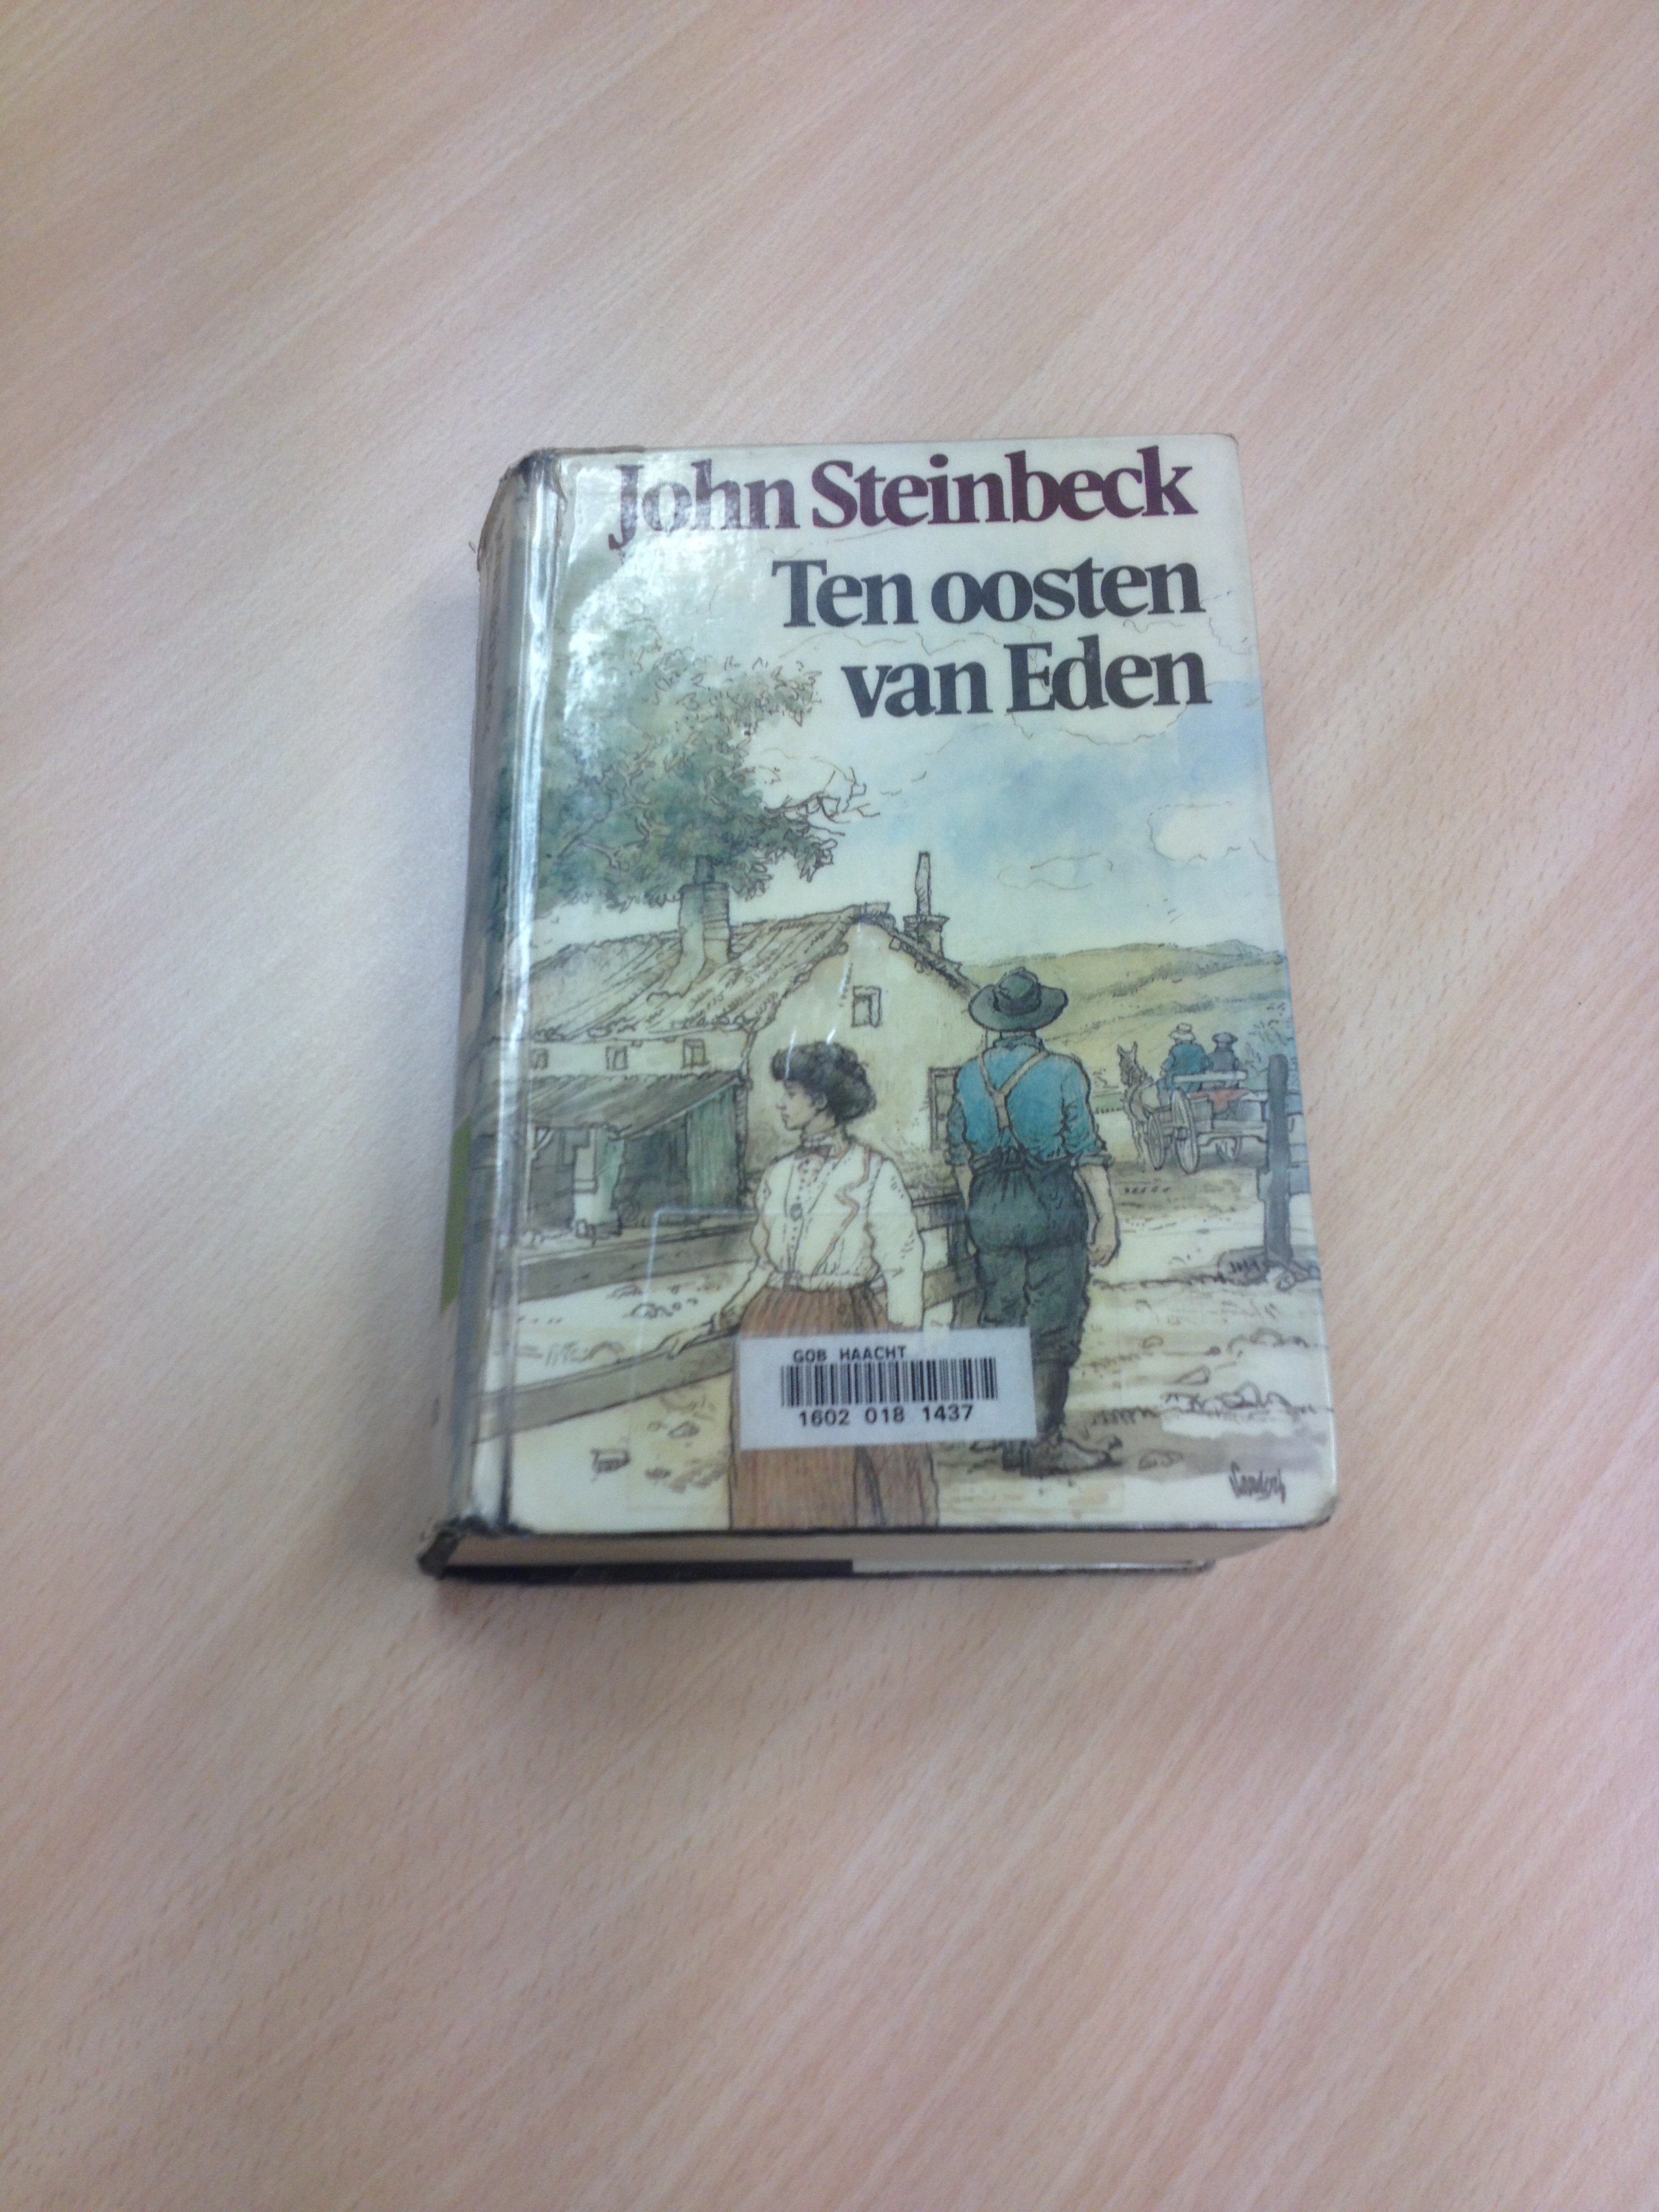 John Steinbeck
Ten oosten
van Eden
GOB HAACHT
1602 018 1437